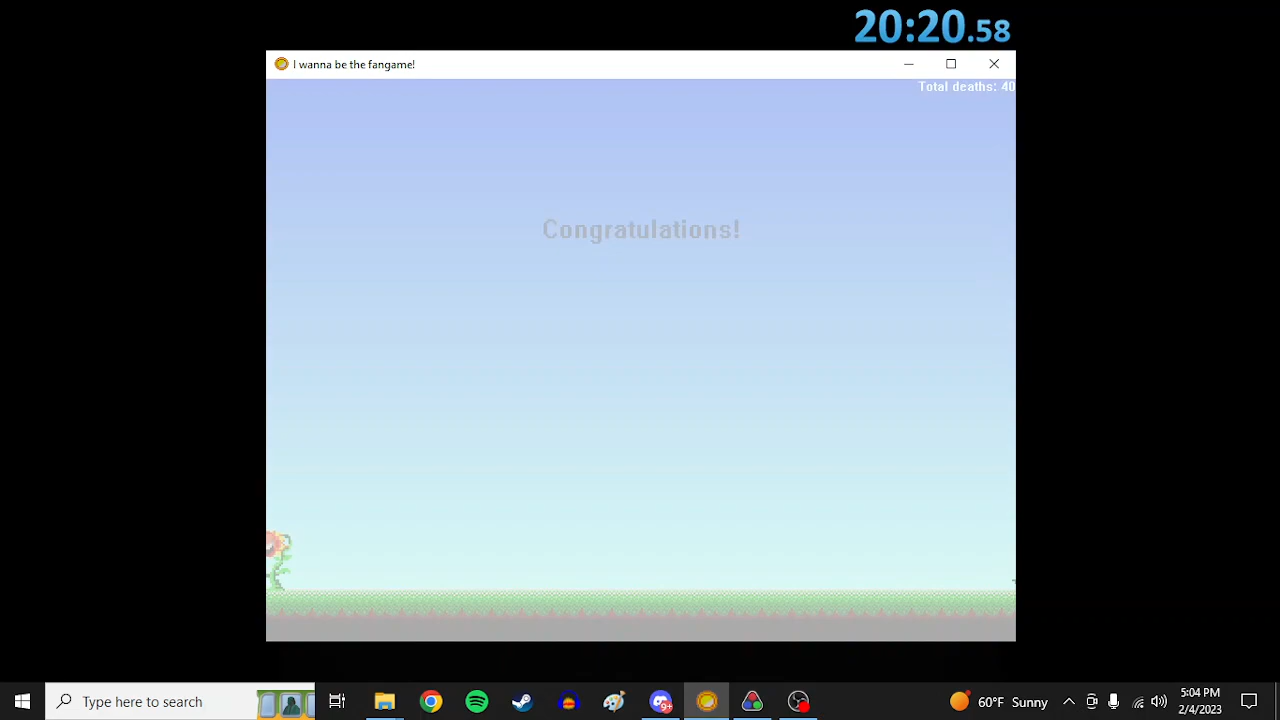 20:20.58
I wanna be the fangame!
Total deaths: 40
Congratulations!
Type here to search
9+
60°F Sunny
5:04 PM
2/4/2023